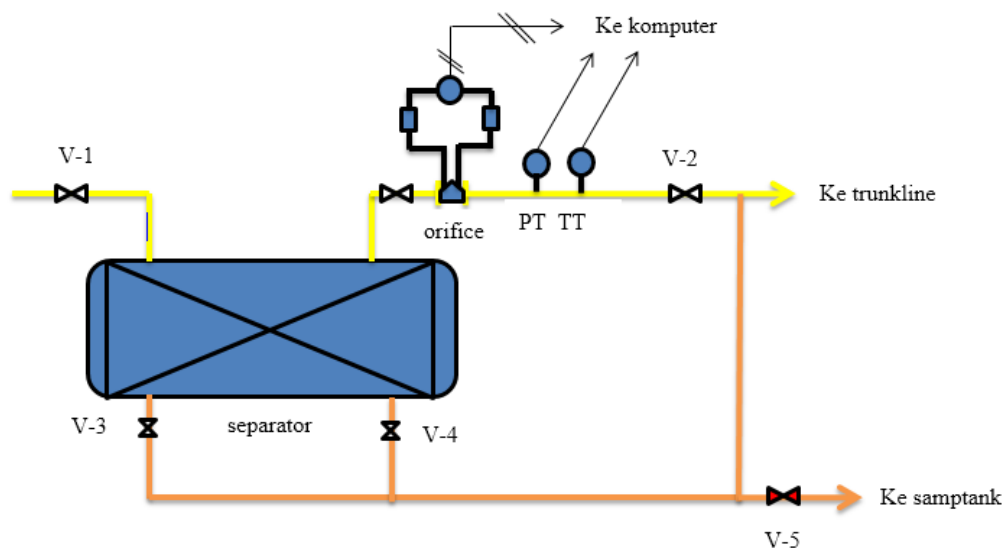 Ke komputer
V-1
V-2
Ke trunkline
orifice
PT TT
V-3
separator
V-4
Ke samptank
V-5